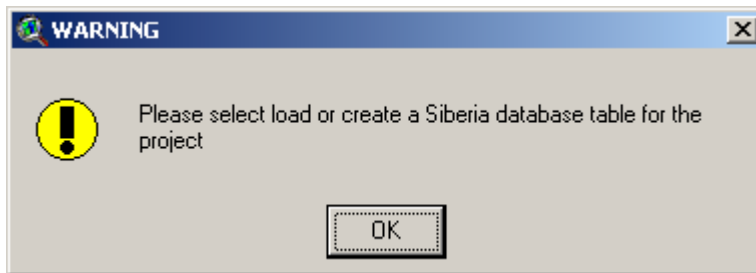 WARNING
Please select load or create a Siberia database table for the
project
OK